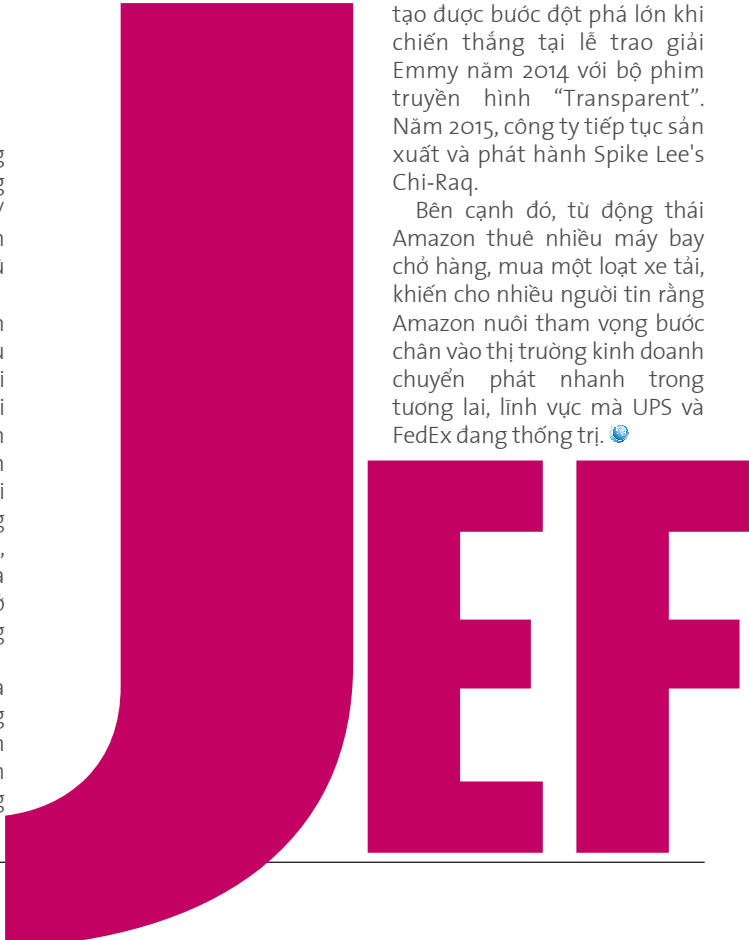 tạo được bước đột phá lớn khi
chiến thắng tại lễ trao giải
Emmy năm 2014 với bộ phim
truyền hình “Transparent”.
Năm 2015, công ty tiếp tục sản
xuất và phát hành Spike Lee's
Chi-Raq.
Bên cạnh đó, từ động thái
Amazon thuê nhiều máy bay
chở hàng, mua một loạt xe tải,
khiến cho nhiều người tin rằng
Amazon nuôi tham vọng bước
chân vào thị trường kinh doanh
chuyển phát nhanh trong
tương lai, lĩnh vực mà UPS và
FedEx đang thống trị.
JEF